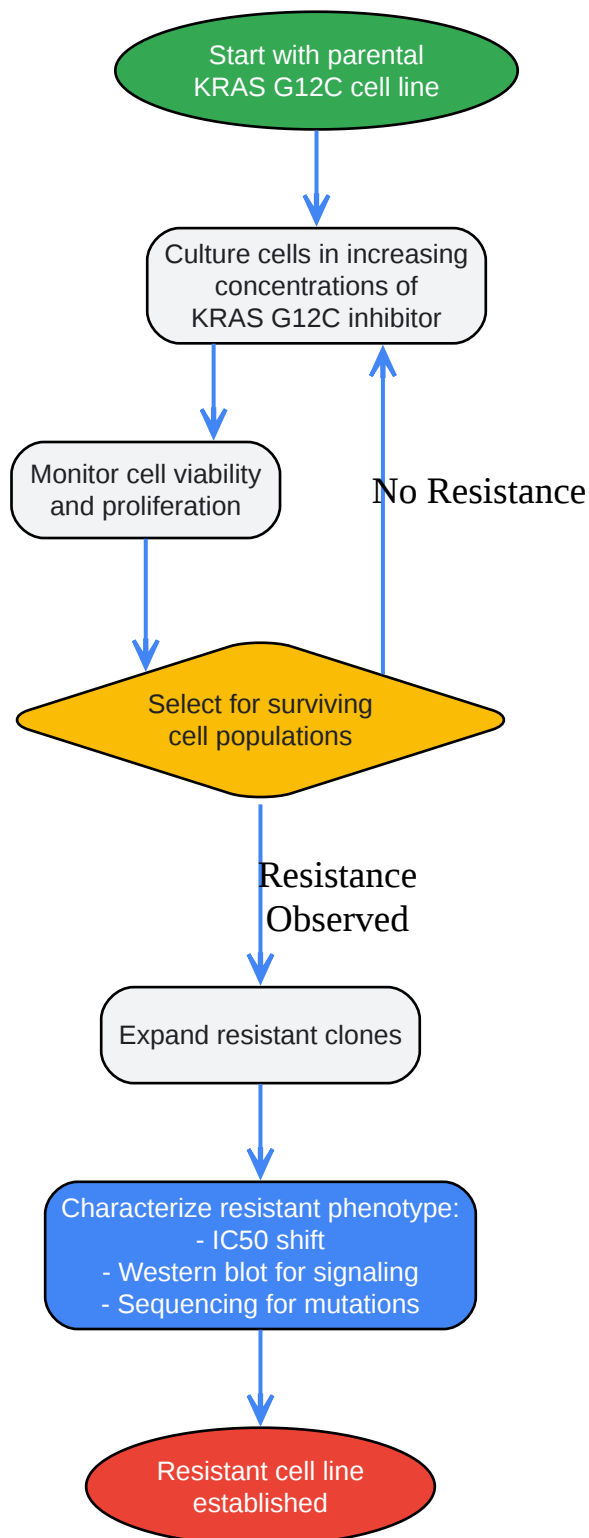 Start with parental
KRAS G12C cell line
Culture cells in increasing
concentrations of
KRAS G12C inhibitor
Monitor cell viability
and proliferation
No Resistance
Select for surviving
cell populations
Resistance
Observed
Expand resistant clones
Characterize resistant phenotype:
- IC50 shift
- Western blot for signaling
- Sequencing for mutations
Resistant cell line
established